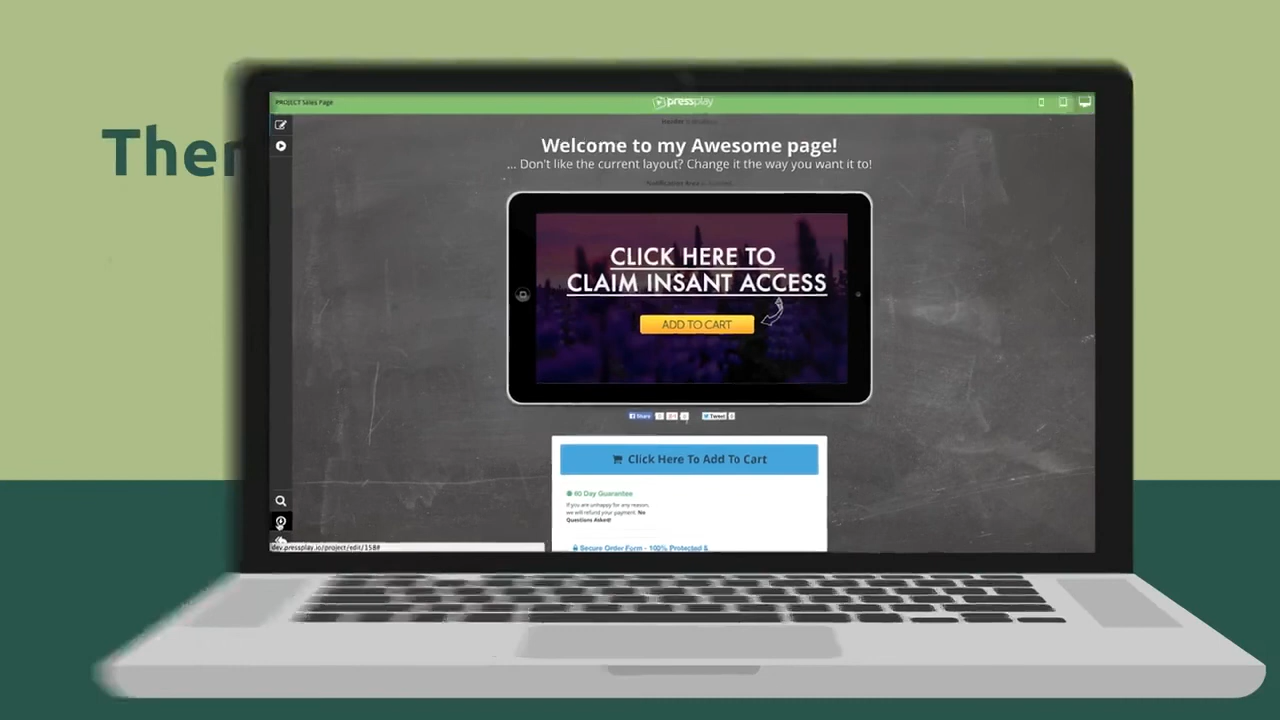 Then
PROJECT Sales Page
pressplay
Welcome to my Awesome page!
... Don't like the current layout? Change it the way you want it to!
CLICK HERE TO
CLAIM INSANT ACCESS
ADD TO CART
Share
Tweet
Click Here To Add To Cart
60 Day Guarantee
If you are unhappy for any reason,
we will refund your payment. No
Questions Asked!
Secure Order Form - 100% Protected &
dev.pressplay.io/project/edit/158#